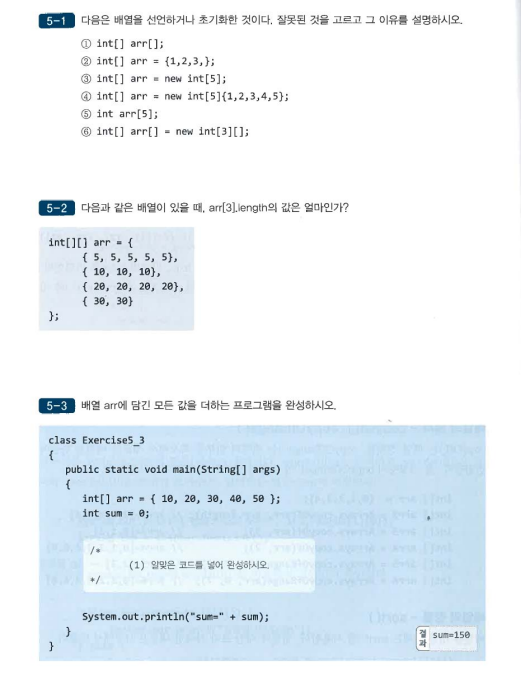 5-1 다음은 배열을 선언하거나 초기화한 것이다. 잘못된 것을 고르고 그 이유를 설명하시오.
① int[] arr[];
② int[] arr = {1,2,3,};
③ int[] arr = new int[5];
④ int[] arr = new int[5]{1,2,3,4,5};
⑤ int arr[5];
⑥ int[] arr[] = new int[3][];
5-2 다음과 같은 배열이 있을 때, arr[3].length의 값은 얼마인가?
int[][] arr = {
{ 5, 5, 5, 5, 5},
{ 10, 10, 10},
{ 20, 20, 20, 20},
{ 30, 30}
};
5-3 배열 arr에 담긴 모든 값을 더하는 프로그램을 완성하시오.
class Exercise5_3
{
public static void main(String[] args)
{
int[] arr = { 10, 20, 30, 40, 50 };
int sum = 0;
/*
(1) 알맞은 코드를 넣어 완성하시오.
*/
System.out.println("sum=" + sum);
}
}
결과 sum=150